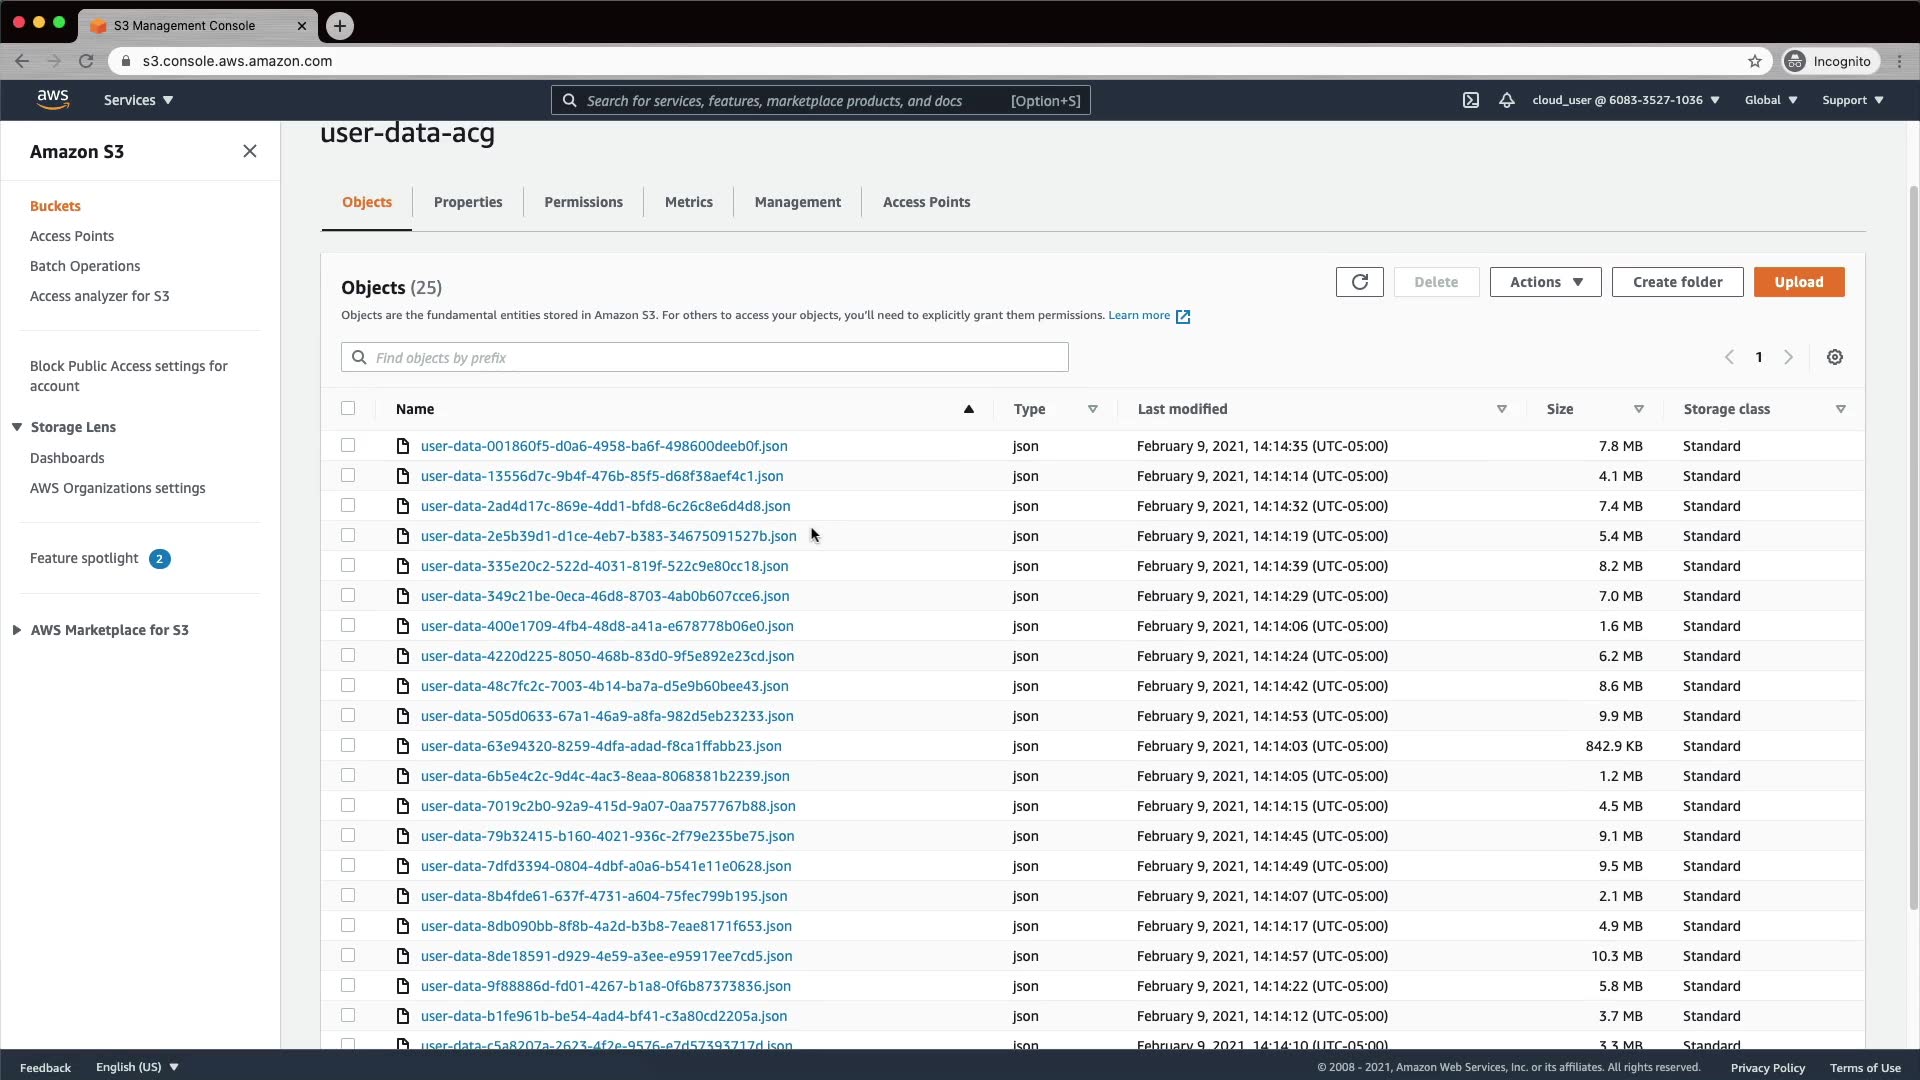 S3 Management Console
s3.console.aws.amazon.com
Incognito
aws Services Search for services, features, marketplace products, and docs [Option+S] cloud_user @ 6083-3527-1036 Global Support
Amazon S3
Buckets
Access Points
Batch Operations
Access analyzer for S3
Block Public Access settings for
account
Storage Lens
Dashboards
AWS Organizations settings
Feature spotlight 2
AWS Marketplace for S3
user-data-acg
Objects Properties Permissions Metrics Management Access Points
Objects (25)
Delete Actions Create folder Upload
Objects are the fundamental entities stored in Amazon S3. For others to access your objects, you'll need to explicitly grant them permissions. Learn more
Find objects by prefix
1
Name Type Last modified Size Storage class
user-data-001860f5-d0a6-4958-ba6f-498600deeb0f.json json February 9, 2021, 14:14:35 (UTC-05:00) 7.8 MB Standard
user-data-13556d7c-9b4f-476b-85f5-d68f38aef4c1.json json February 9, 2021, 14:14:14 (UTC-05:00) 4.1 MB Standard
user-data-2ad4d17c-869e-4dd1-bfd8-6c26c8e6d4d8.json json February 9, 2021, 14:14:32 (UTC-05:00) 7.4 MB Standard
user-data-2e5b39d1-d1ce-4eb7-b383-34675091527b.json json February 9, 2021, 14:14:19 (UTC-05:00) 5.4 MB Standard
user-data-335e20c2-522d-4031-819f-522c9e80cc18.json json February 9, 2021, 14:14:39 (UTC-05:00) 8.2 MB Standard
user-data-349c21be-0eca-46d8-8703-4ab0b607cce6.json json February 9, 2021, 14:14:29 (UTC-05:00) 7.0 MB Standard
user-data-400e1709-4fb4-48d8-a41a-e678778b06e0.json json February 9, 2021, 14:14:06 (UTC-05:00) 1.6 MB Standard
user-data-4220d225-8050-468b-83d0-9f5e892e23cd.json json February 9, 2021, 14:14:24 (UTC-05:00) 6.2 MB Standard
user-data-48c7fc2c-7003-4b14-ba7a-d5e9b60bee43.json json February 9, 2021, 14:14:42 (UTC-05:00) 8.6 MB Standard
user-data-505d0633-67a1-46a9-a8fa-982d5eb23233.json json February 9, 2021, 14:14:53 (UTC-05:00) 9.9 MB Standard
user-data-63e94320-8259-4dfa-adad-f8ca1ffabb23.json json February 9, 2021, 14:14:03 (UTC-05:00) 842.9 KB Standard
user-data-6b5e4c2c-9d4c-4ac3-8eaa-8068381b2239.json json February 9, 2021, 14:14:05 (UTC-05:00) 1.2 MB Standard
user-data-7019c2b0-92a9-415d-9a07-0aa757767b88.json json February 9, 2021, 14:14:15 (UTC-05:00) 4.5 MB Standard
user-data-79b32415-b160-4021-936c-2f79e235be75.json json February 9, 2021, 14:14:45 (UTC-05:00) 9.1 MB Standard
user-data-7dfd3394-0804-4dbf-a0a6-b541e11e0628.json json February 9, 2021, 14:14:49 (UTC-05:00) 9.5 MB Standard
user-data-8b4fde61-637f-4731-a604-75fec799b195.json json February 9, 2021, 14:14:07 (UTC-05:00) 2.1 MB Standard
user-data-8db090bb-8f8b-4a2d-b3b8-7eae8171f653.json json February 9, 2021, 14:14:17 (UTC-05:00) 4.9 MB Standard
user-data-8de18591-d929-4e59-a3ee-e95917ee7cd5.json json February 9, 2021, 14:14:57 (UTC-05:00) 10.3 MB Standard
user-data-9f88886d-fd01-4267-b1a8-0f6b87373836.json json February 9, 2021, 14:14:22 (UTC-05:00) 5.8 MB Standard
user-data-b1fe961b-be54-4ad4-bf41-c3a80cd2205a.json json February 9, 2021, 14:14:12 (UTC-05:00) 3.7 MB Standard
user-data-c5a8207a-2623-4f2e-9576-e7d57393717d.json json February 9, 2021, 14:14:10 (UTC-05:00) 3.3 MB Standard
Feedback English (US) © 2008 - 2021, Amazon Web Services, Inc. or its affiliates. All rights reserved. Privacy Policy Terms of Use